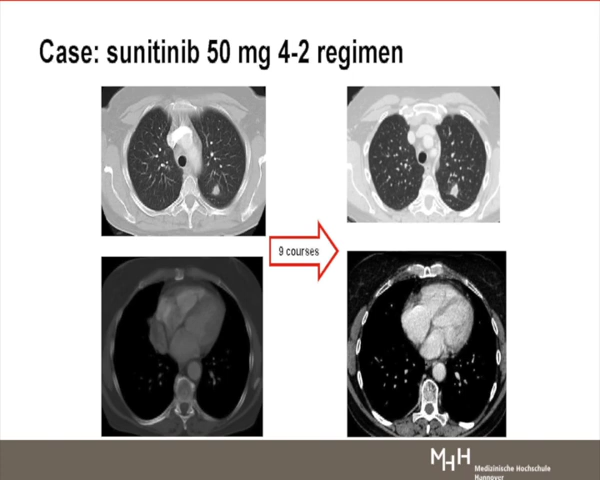 Case: sunitinib 50 mg 4-2 regimen
9 courses
MHH
Medizinische Hochschule
Hannover